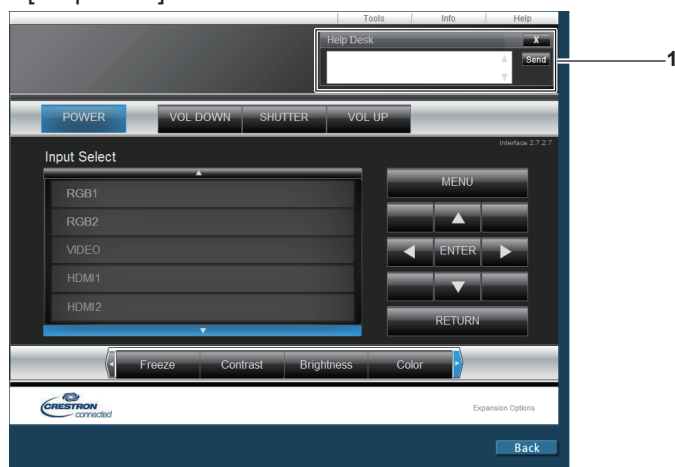 Tools Info Help
Help Desk X
Send
1
POWER VOL DOWN SHUTTER VOL UP
Interface 2.7.2.7
Input Select
RGB1
MENU
RGB2
VIDEO
ENTER
HDMI1
HDMI2
RETURN
Freeze Contrast Brightness Color
CRESTRON
connected
Expansion Options
Back